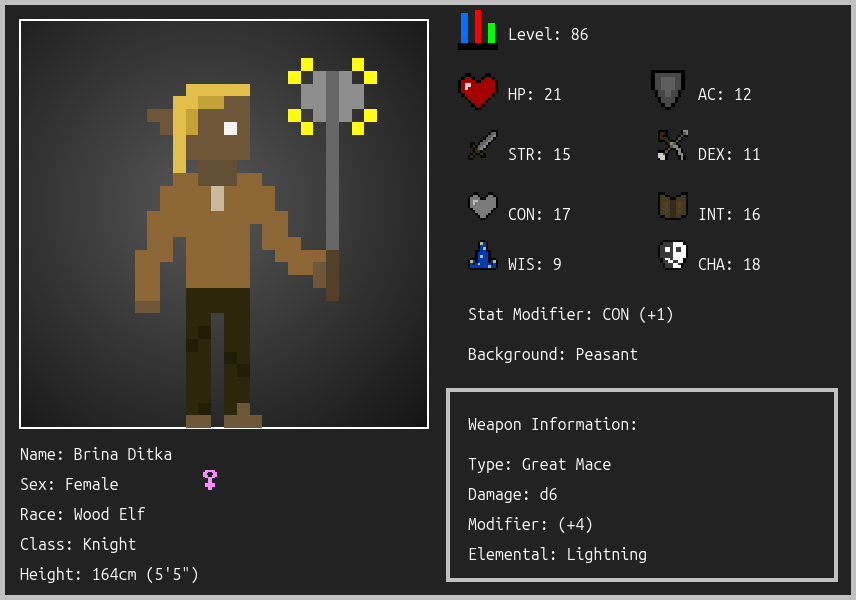 Level: 86
HP: 21
AC: 12
STR: 15
DEX: 11
CON: 17
INT: 16
WIS: 9
CHA: 18
Stat Modifier: CON (+1)
Background: Peasant
Weapon Information:
Type: Great Mace
Damage: d6
Modifier: (+4)
Elemental: Lightning
Name: Brina Ditka
Sex: Female
Race: Wood Elf
Class: Knight
Height: 164cm (5'5")